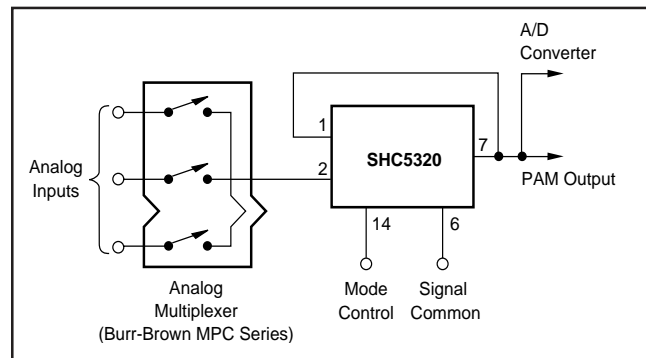 A/D
Converter
1
7
SHC5320
2
PAM Output
Analog
Inputs
14
6
Mode
Control
Signal
Common
Analog
Multiplexer
(Burr-Brown MPC Series)